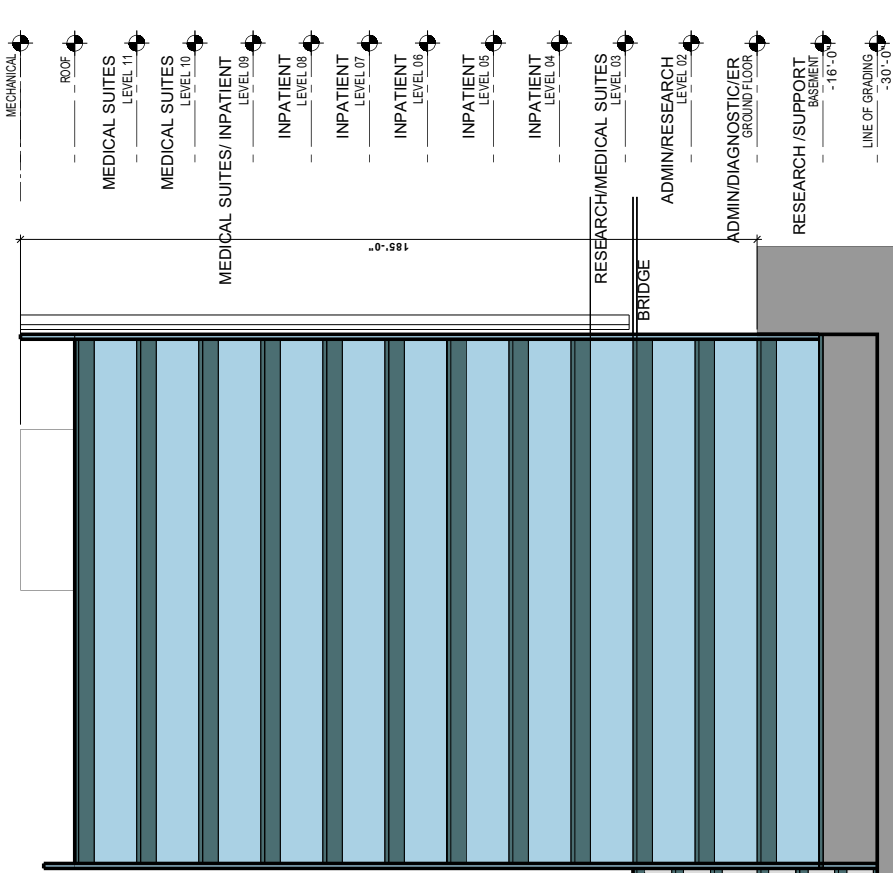 MECHANICAL
ROOF
MEDICAL SUITES
LEVEL 11
MEDICAL SUITES
LEVEL 10
MEDICAL SUITES/ INPATIENT
LEVEL 09
INPATIENT
LEVEL 08
INPATIENT
LEVEL 07
INPATIENT
LEVEL 06
INPATIENT
LEVEL 05
INPATIENT
LEVEL 04
RESEARCH/MEDICAL SUITES
LEVEL 03
ADMIN/RESEARCH
LEVEL 02
ADMIN/DIAGNOSTIC/ER
GROUND FLOOR
RESEARCH /SUPPORT
BASEMENT
-16'-0"
LINE OF GRADING
-30'-0"
185'-0"
BRIDGE